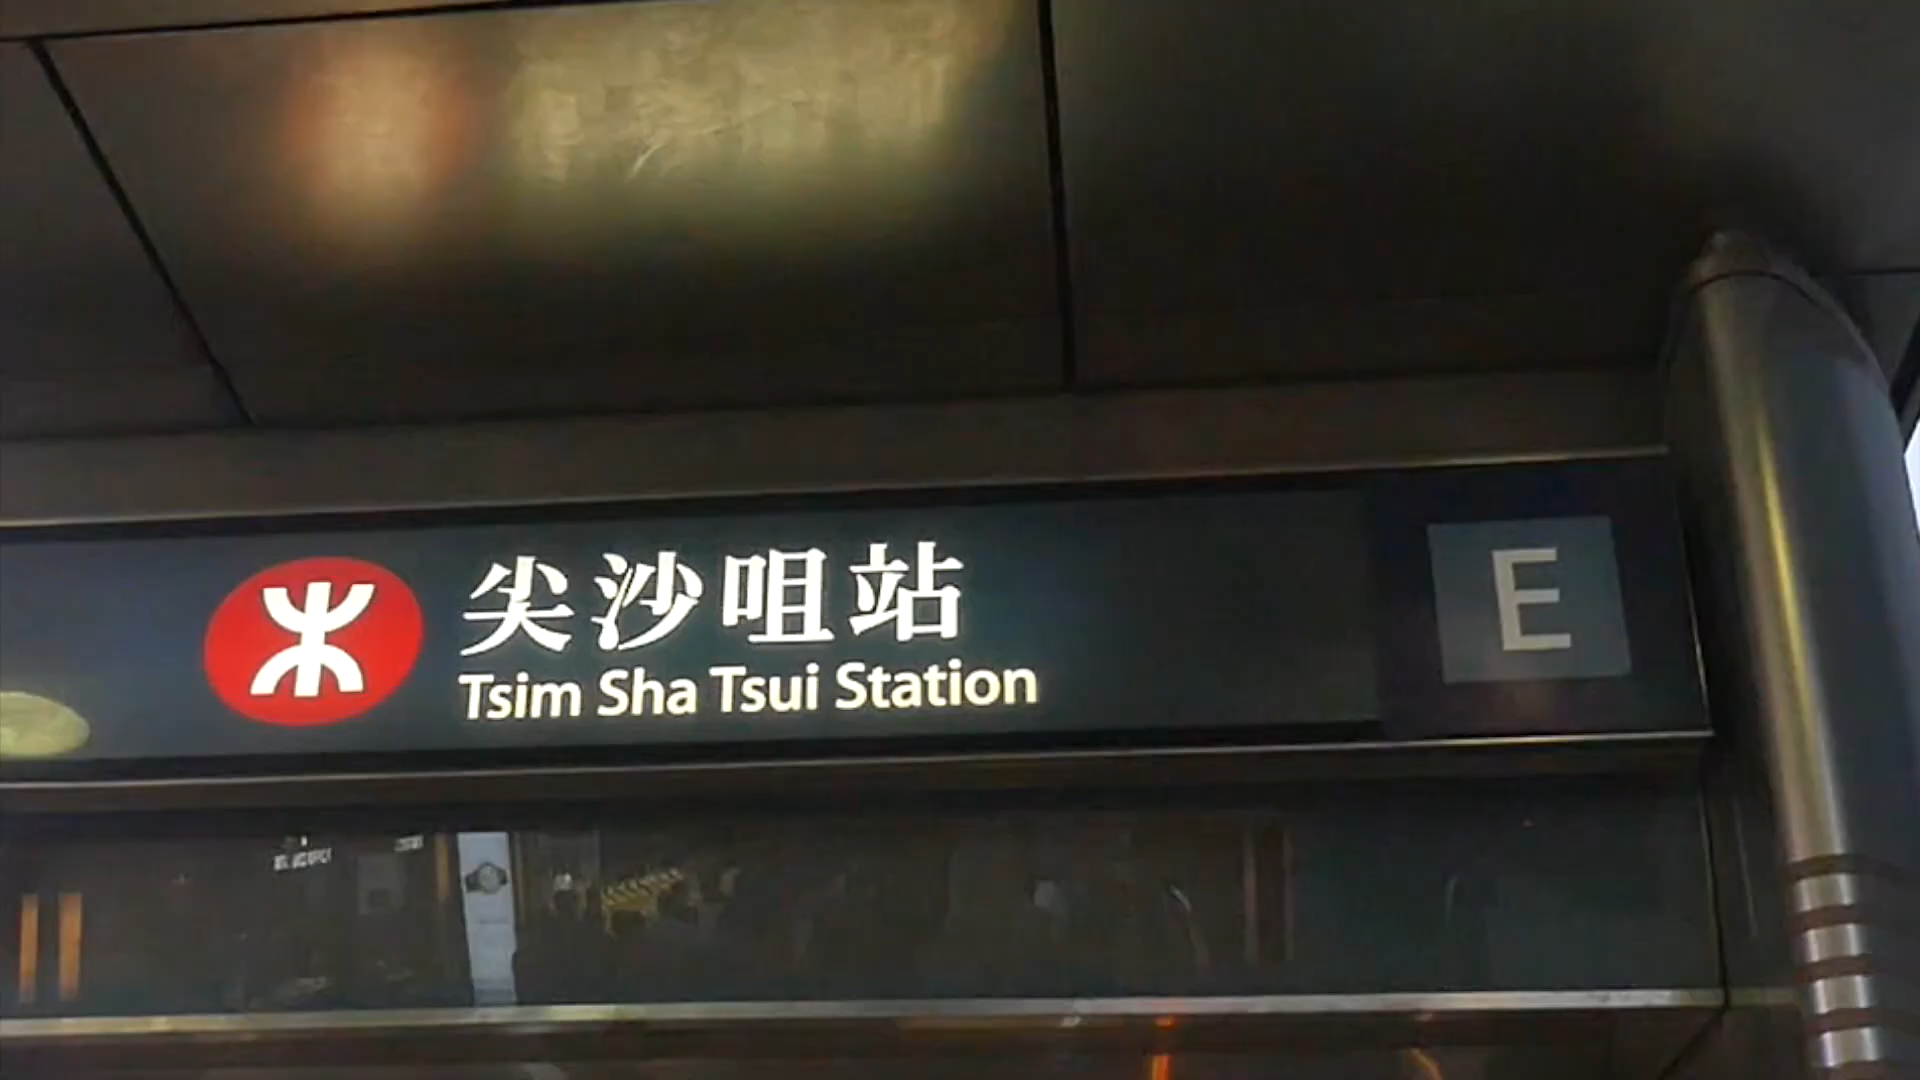 尖沙咀站
Tsim Sha Tsui Station
E